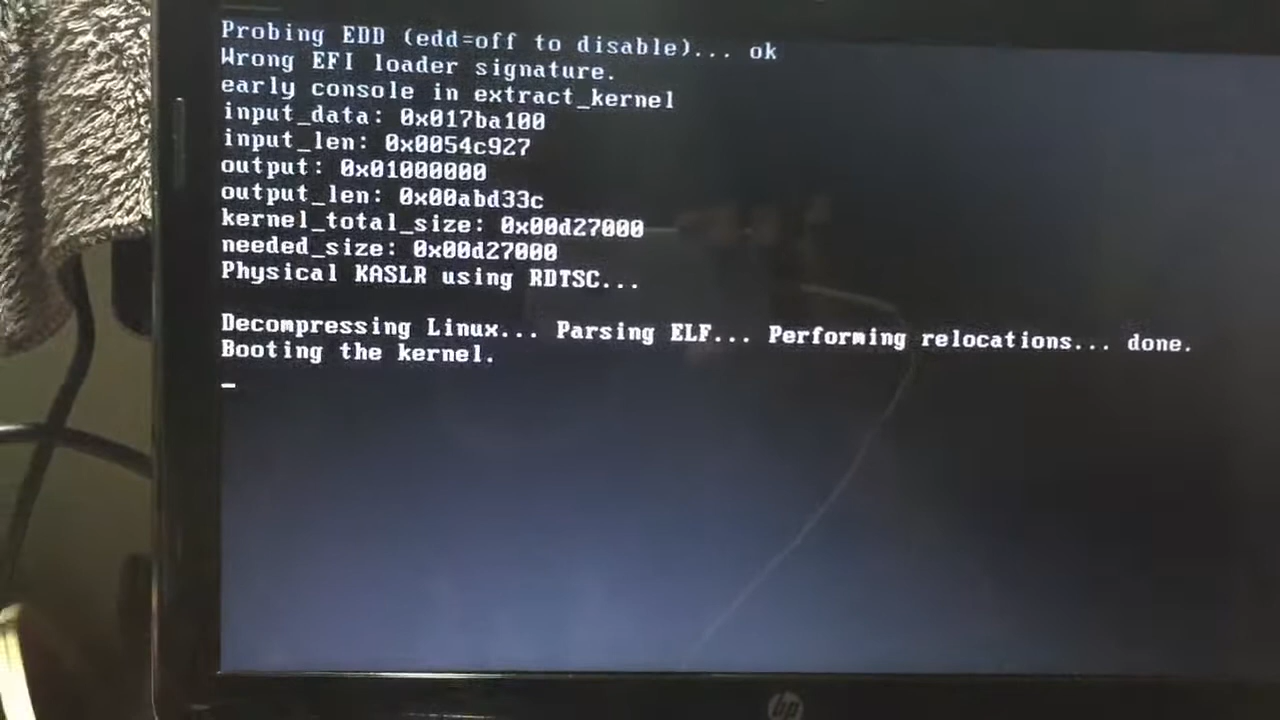 Probing EDD (edd=off to disable)... ok
Wrong EFI loader signature.
early console in extract_kernel
input_data: 0x017ba100
input_len: 0x0054c927
output: 0x01000000
output_len: 0x00abd33c
kernel_total_size: 0x00d27000
needed_size: 0x00d27000
Physical KASLR using RDTSC...
Decompressing Linux... Parsing ELF... Performing relocations... done.
Booting the kernel.
_
hp